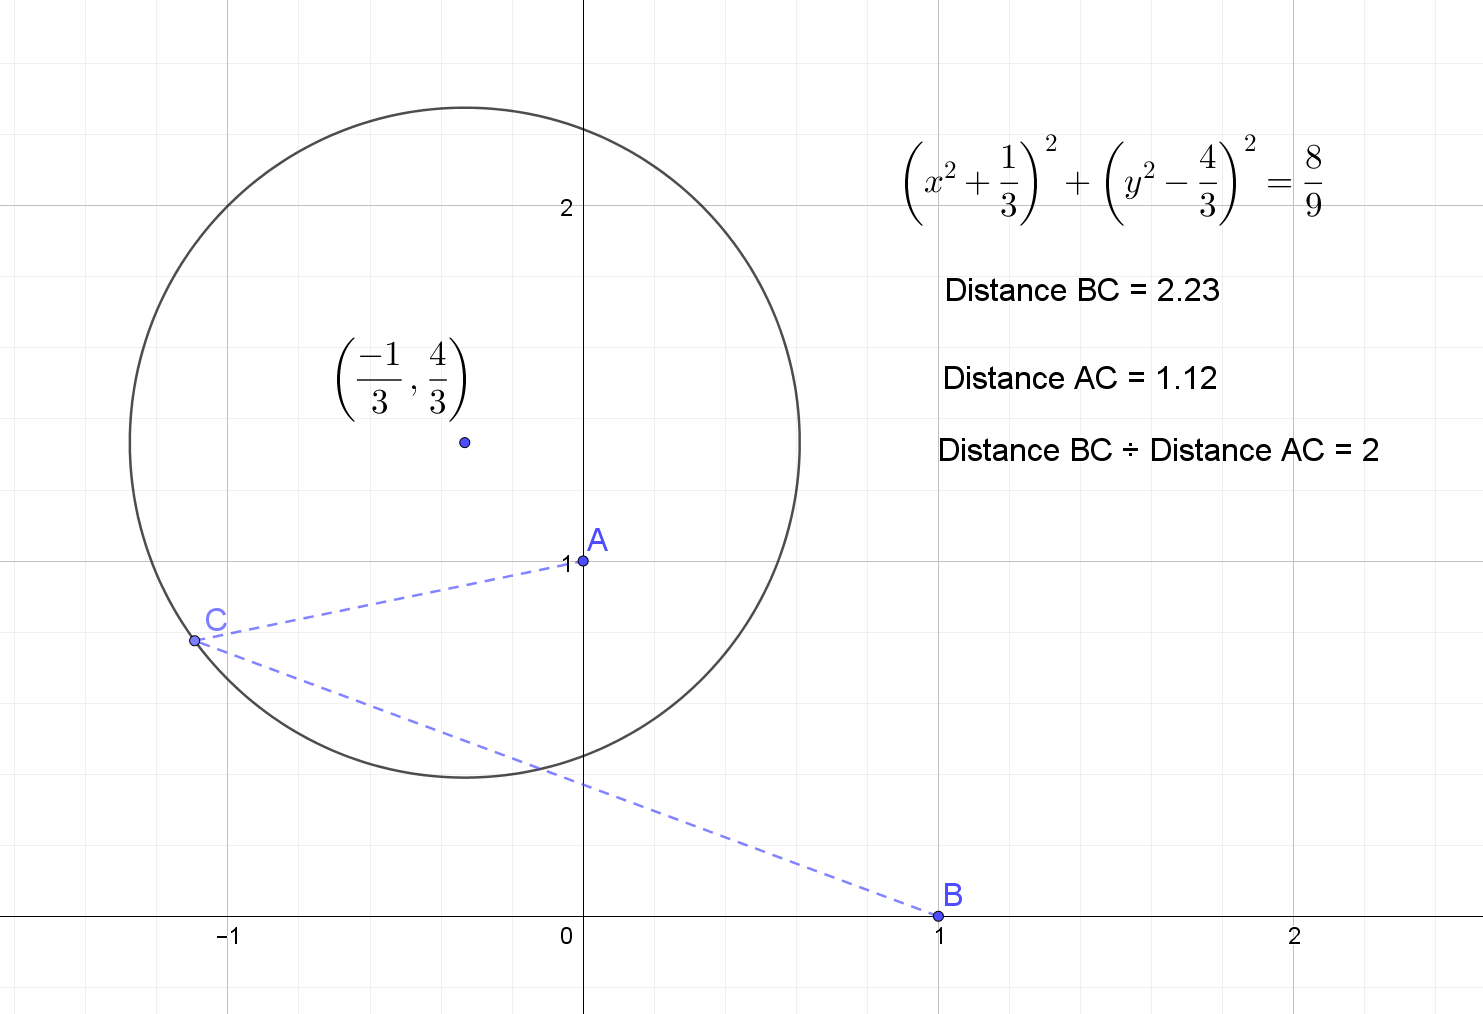 (x² + 1/3)² + (y² − 4/3)² = 8/9
2
Distance BC = 2.23
(−1/3, 4/3)
Distance AC = 1.12
Distance BC ÷ Distance AC = 2
A
1
C
B
−1 0 1 2